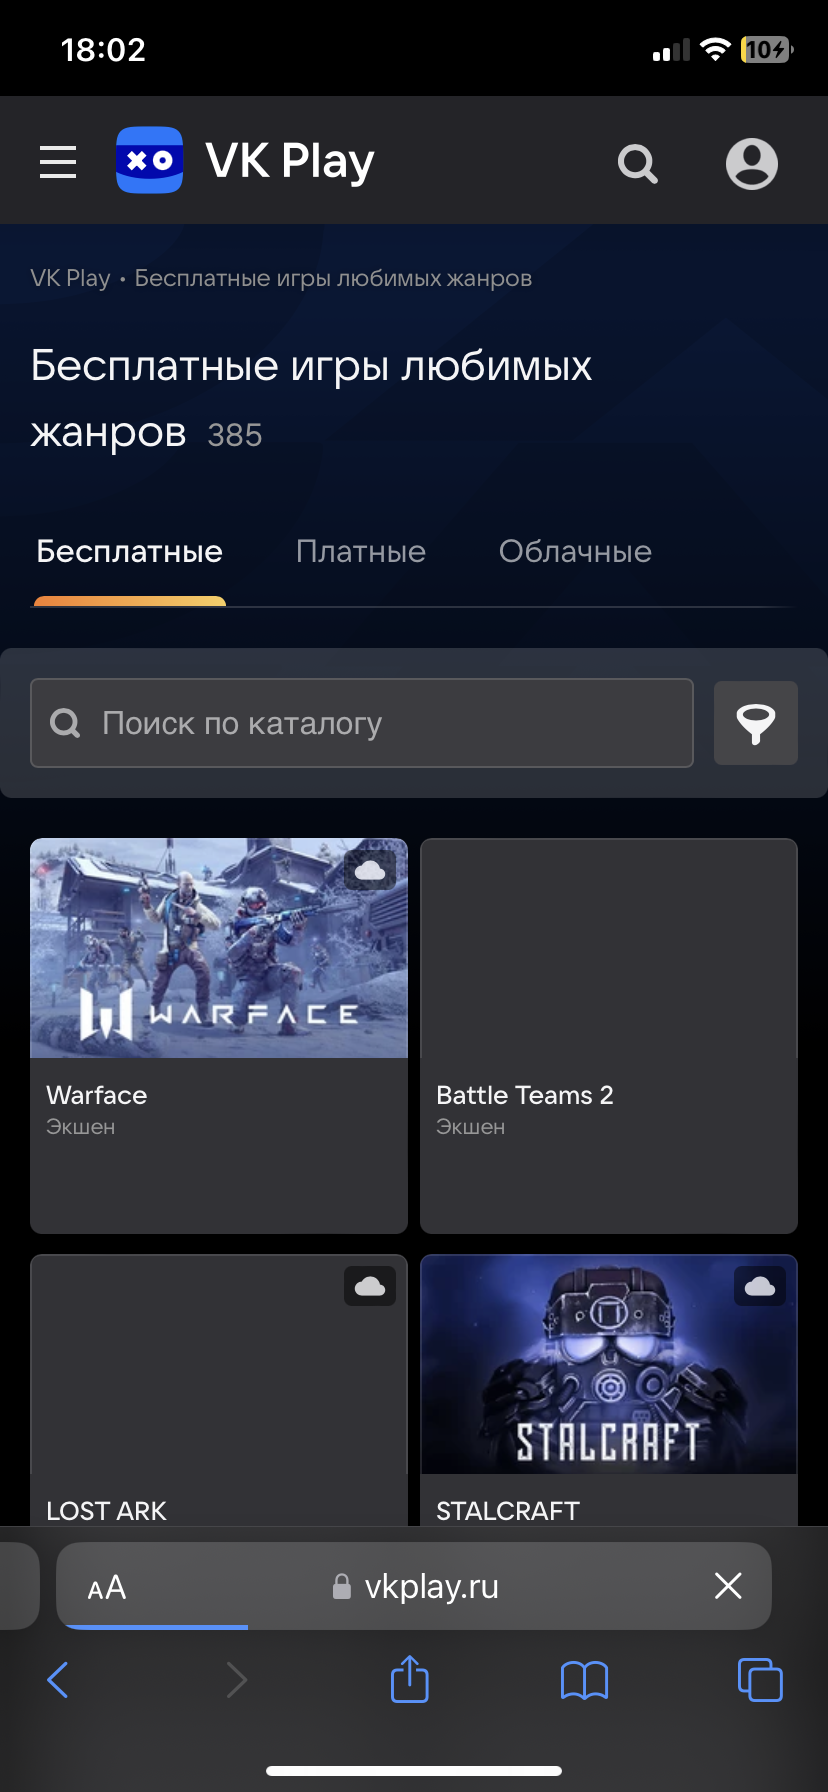 18:02
10
VK Play
VK Play • Бесплатные игры любимых жанров
Бесплатные игры любимых
жанров 385
Бесплатные Платные Облачные
Поиск по каталогу
WARFACE
Warface
Экшен
Battle Teams 2
Экшен
STALCRAFT
LOST ARK
STALCRAFT
AA vkplay.ru